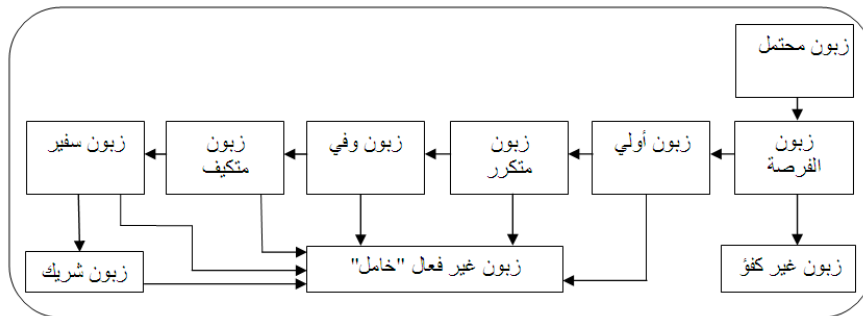 زبون محتمل
زبون
الفرصة
زبون أولي
زبون
متكرر
زبون وفي
زبون
متكيف
زبون سفير
زبون غير كفؤ
زبون غير فعال "خامل"
زبون شريك